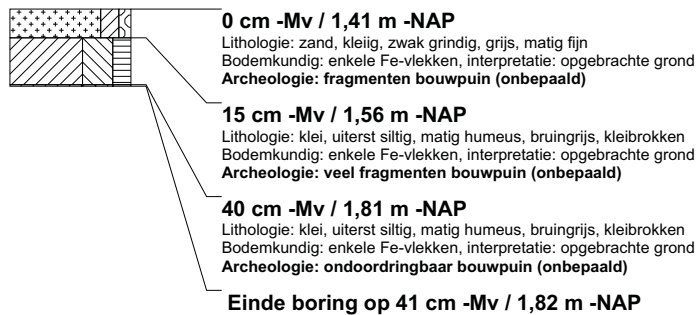 0 cm -Mv / 1,41 m -NAP
Lithologie: zand, kleiig, zwak grindig, grijs, matig fijn
Bodemkundig: enkele Fe-vlekken, interpretatie: opgebrachte grond
Archeologie: fragmenten bouwpuin (onbepaald)
15 cm -Mv / 1,56 m -NAP
Lithologie: klei, uiterst siltig, matig humeus, bruingrijs, kleibrokken
Bodemkundig: enkele Fe-vlekken, interpretatie: opgebrachte grond
Archeologie: veel fragmenten bouwpuin (onbepaald)
40 cm -Mv / 1,81 m -NAP
Lithologie: klei, uiterst siltig, matig humeus, bruingrijs, kleibrokken
Bodemkundig: enkele Fe-vlekken, interpretatie: opgebrachte grond
Archeologie: ondoordringbaar bouwpuin (onbepaald)
Einde boring op 41 cm -Mv / 1,82 m -NAP